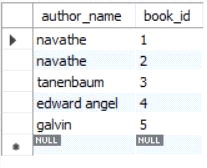 author_name book_id
navathe 1
navathe 2
tanenbaum 3
edward angel 4
galvin 5
NULL NULL